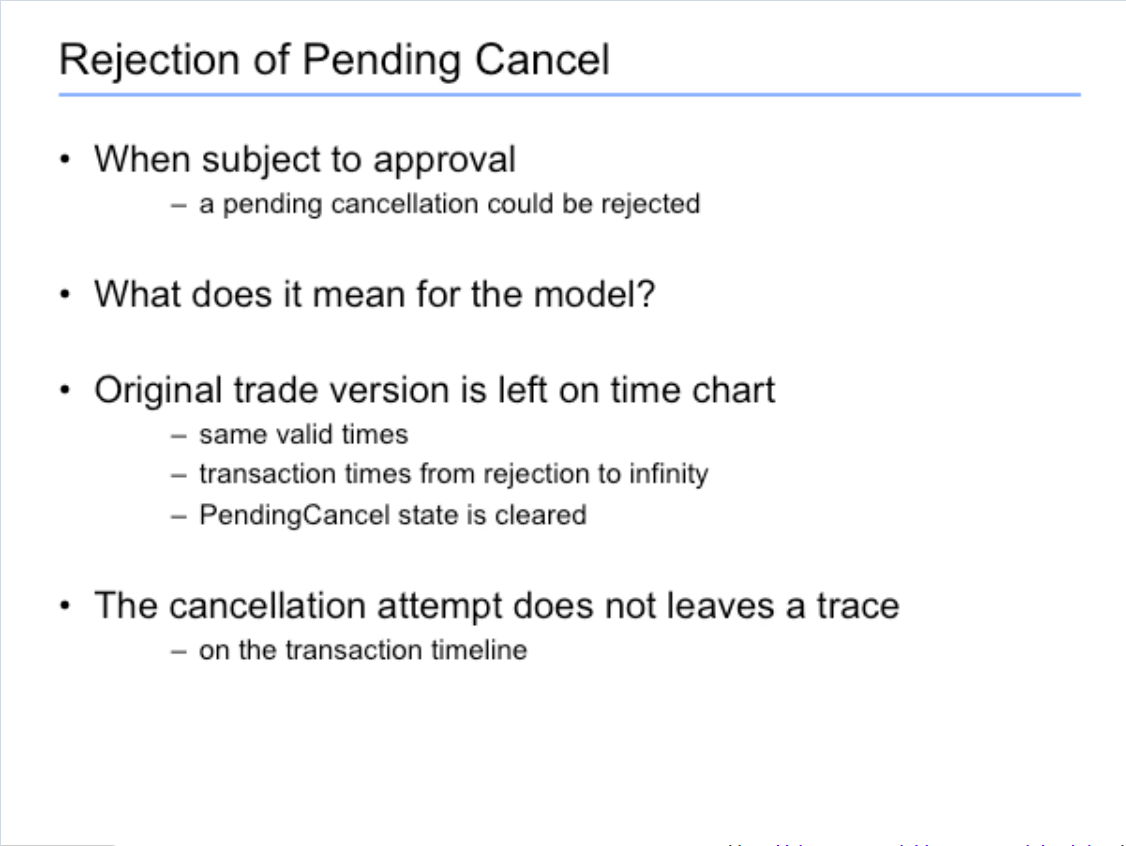 Rejection of Pending Cancel
• When subject to approval
– a pending cancellation could be rejected
• What does it mean for the model?
• Original trade version is left on time chart
– same valid times
– transaction times from rejection to infinity
– PendingCancel state is cleared
• The cancellation attempt does not leaves a trace
– on the transaction timeline